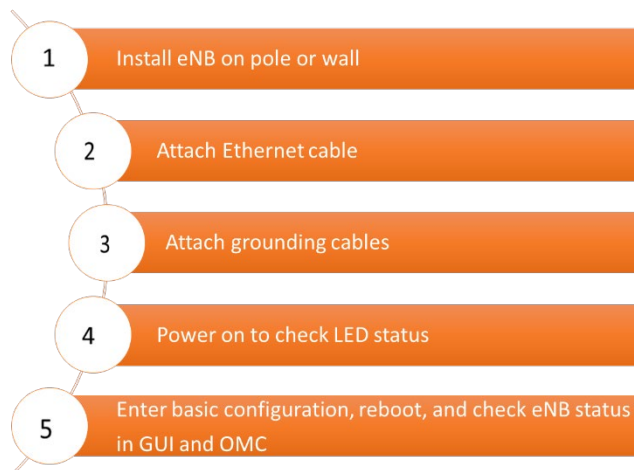 1
Install eNB on pole or wall
2
Attach Ethernet cable
3
Attach grounding cables
4
Power on to check LED status
5
Enter basic configuration, reboot, and check eNB status
in GUI and OMC